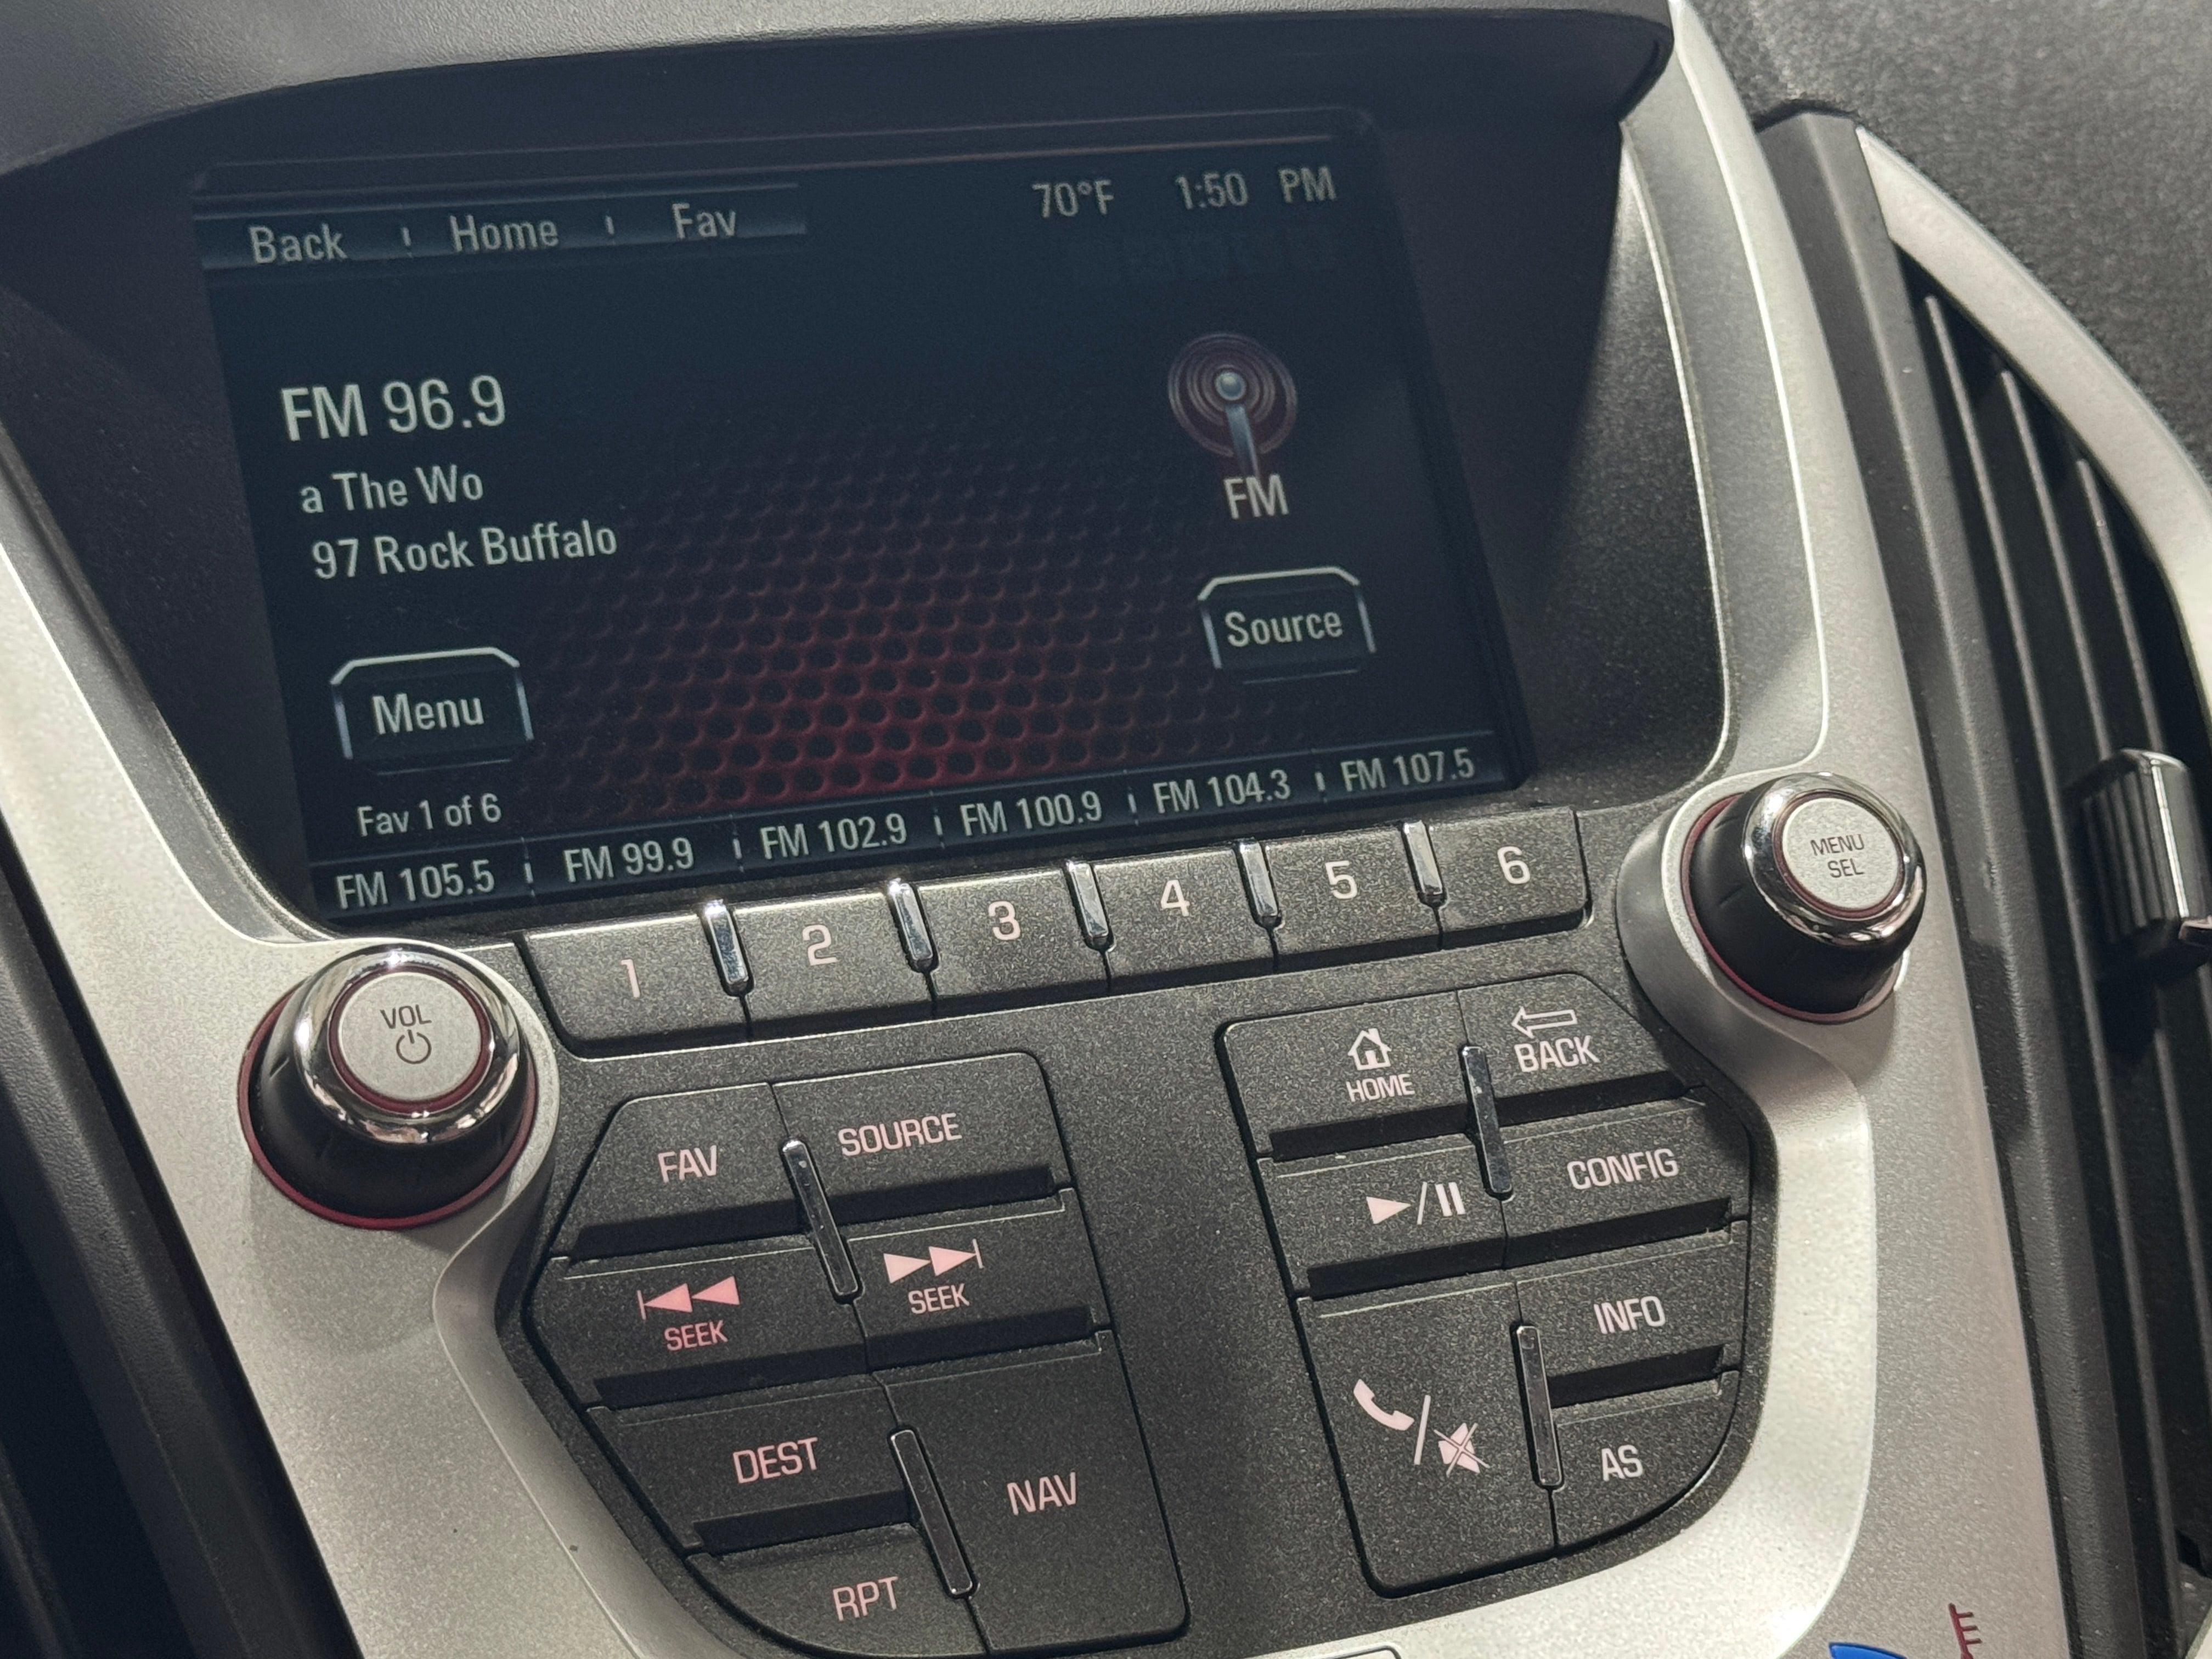 Back Home Fav 70°F 1:50 PM
FM 96.9
a The Wo
97 Rock Buffalo
FM
Source
Menu
Fav 1 of 6
FM 105.5 FM 99.9 FM 102.9 FM 100.9 FM 104.3 FM 107.5
1 2 3 4 5 6
VOL
MENU
SEL
FAV SOURCE
SEEK SEEK
DEST NAV
RPT
HOME BACK
CONFIG
INFO
AS